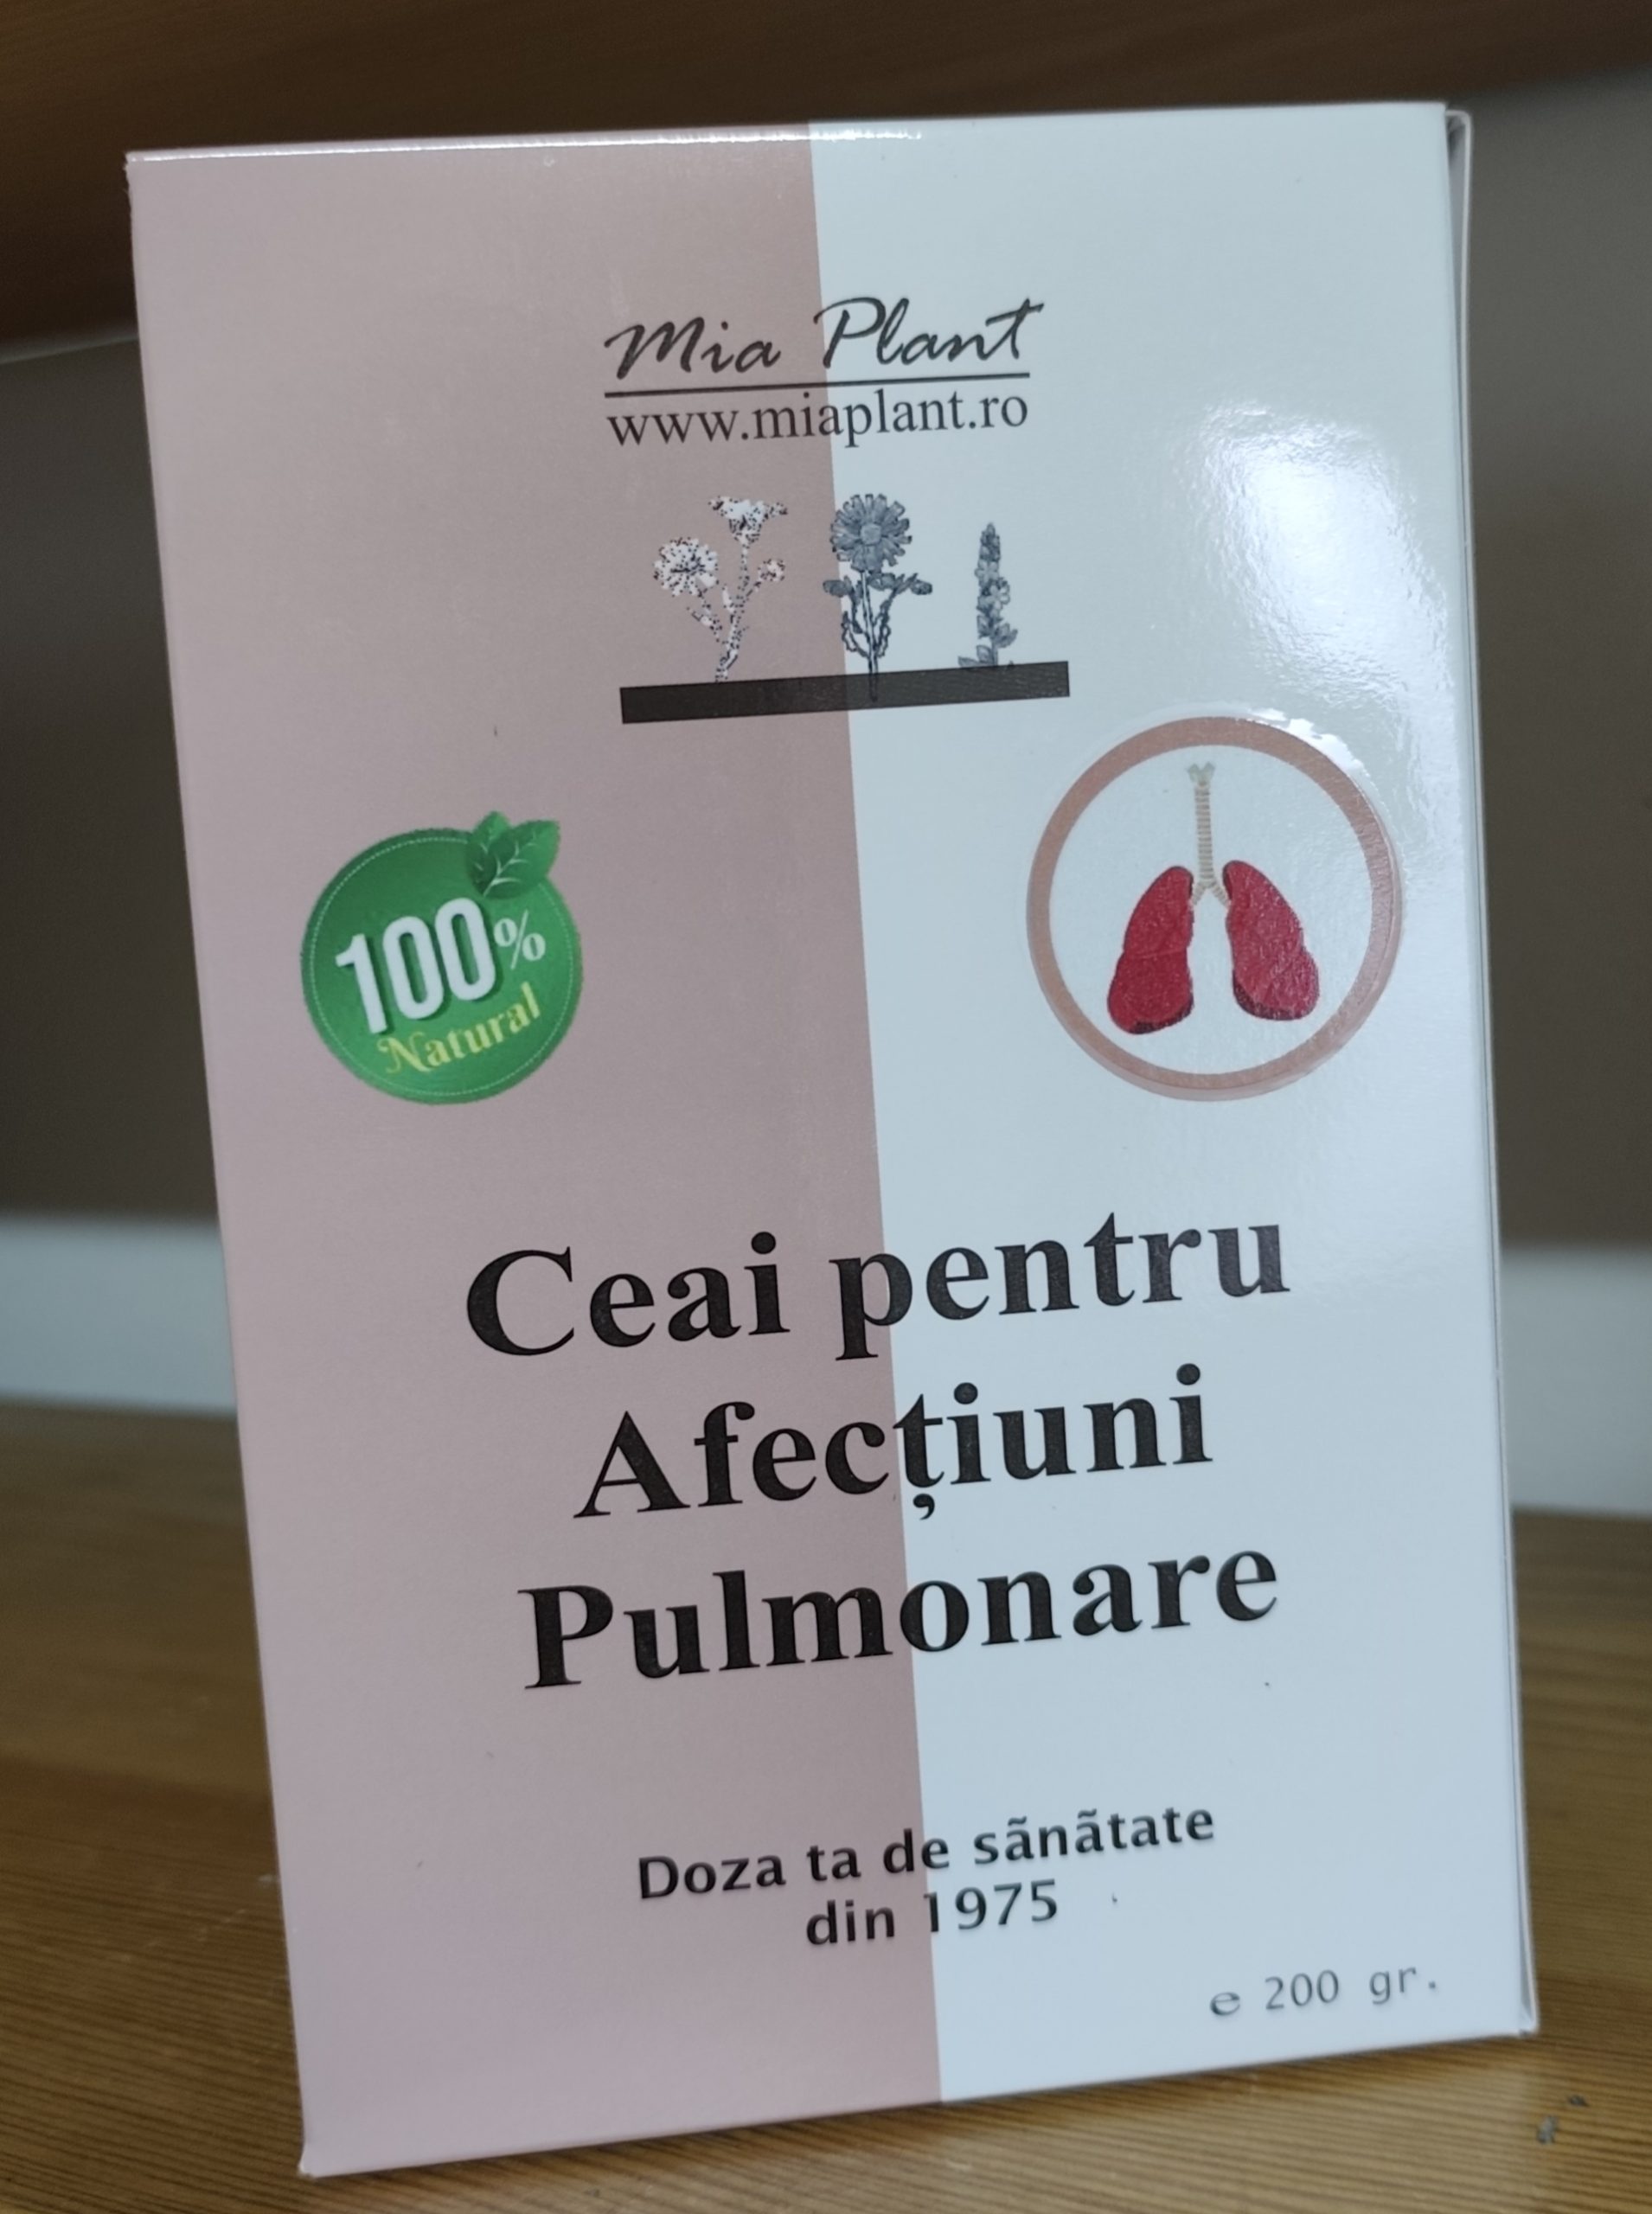 Mia Plant
www.miaplant.ro
100%
Natural
Ceai pentru
Afecțiuni
Pulmonare
Doza ta de sãnãtate
din 1975
℮ 200 gr.